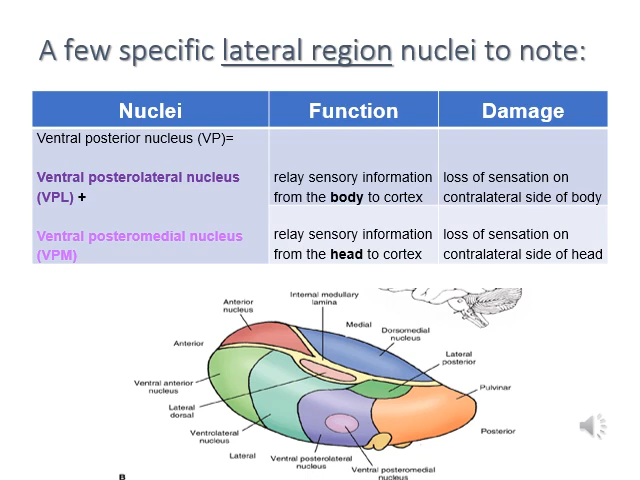 A few specific lateral region nuclei to note:
Nuclei
Function
Damage
Ventral posterior nucleus (VP)=
Ventral posterolateral nucleus
(VPL) +
relay sensory information
from the body to cortex
loss of sensation on
contralateral side of body
Ventral posteromedial nucleus
(VPM)
relay sensory information
from the head to cortex
loss of sensation on
contralateral side of head
Internal medullary
lamina
Anterior
nucleus
Medial
Dorsomedial
nucleus
Anterior
Lateral
posterior
Ventral anterior
nucleus
Pulvinar
Lateral
dorsal
Ventrolateral
nucleus
Posterior
Lateral
Ventral posterolateral
nucleus
Ventral posteromedial
nucleus
B